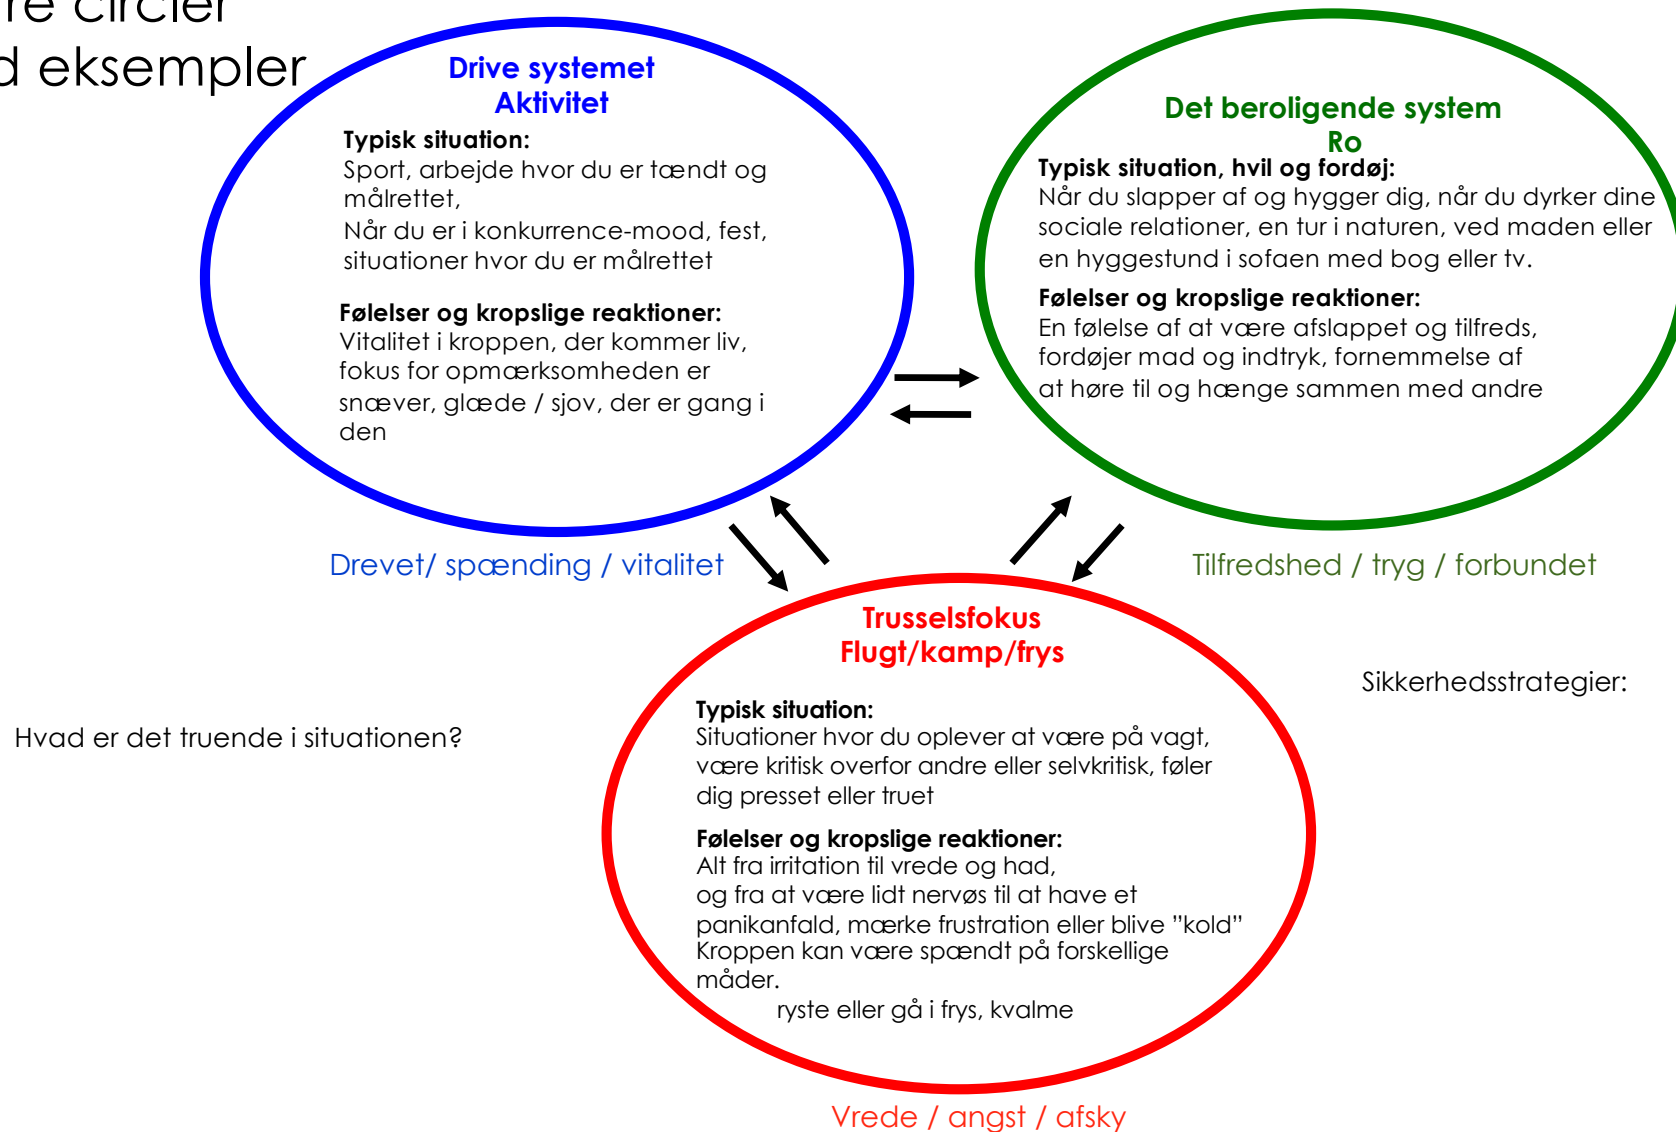 re circler
d eksempler
Drive systemet
Aktivitet
Typisk situation:
Sport, arbejde hvor du er tændt og
målrettet,
Når du er i konkurrence-mood, fest,
situationer hvor du er målrettet
Følelser og kropslige reaktioner:
Vitalitet i kroppen, der kommer liv,
fokus for opmærksomheden er
snæver, glæde / sjov, der er gang i
den
Drevet/ spænding / vitalitet
Det beroligende system
Ro
Typisk situation, hvil og fordøj:
Når du slapper af og hygger dig, når du dyrker dine
sociale relationer, en tur i naturen, ved maden eller
en hyggestund i sofaen med bog eller tv.
Følelser og kropslige reaktioner:
En følelse af at være afslappet og tilfreds,
fordøjer mad og indtryk, fornemmelse af
at høre til og hænge sammen med andre
Tilfredshed / tryg / forbundet
Trusselsfokus
Flugt/kamp/frys
Typisk situation:
Situationer hvor du oplever at være på vagt,
være kritisk overfor andre eller selvkritisk, føler
dig presset eller truet
Følelser og kropslige reaktioner:
Alt fra irritation til vrede og had,
og fra at være lidt nervøs til at have et
panikanfald, mærke frustration eller blive ”kold”
Kroppen kan være spændt på forskellige
måder.
ryste eller gå i frys, kvalme
Vrede / angst / afsky
Hvad er det truende i situationen?
Sikkerhedsstrategier: